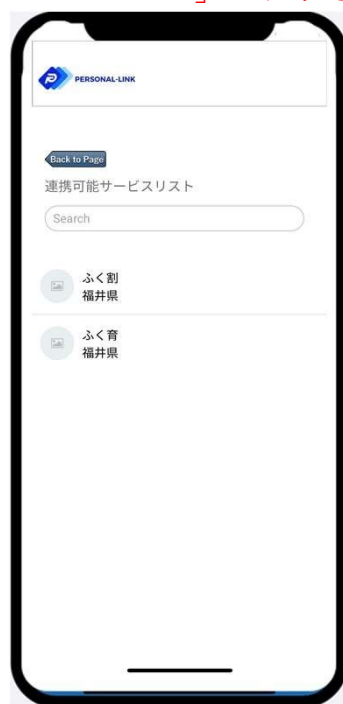 PERSONAL-LINK
Back to Page
連携可能サービスリスト
Search
ふく割
福井県
ふく育
福井県